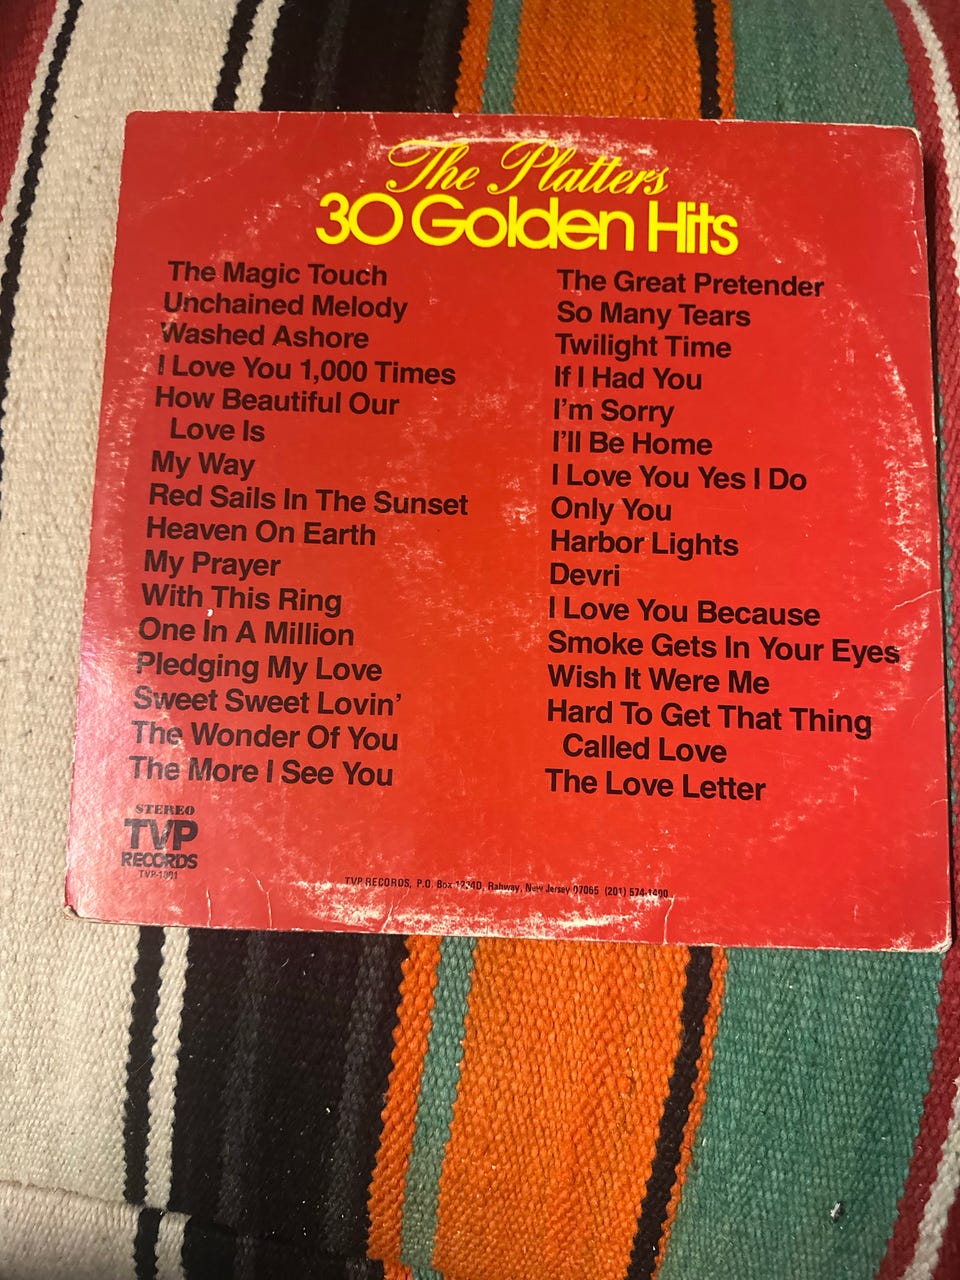 The Platters
30 Golden Hits
The Magic Touch
Unchained Melody
Washed Ashore
I Love You 1,000 Times
How Beautiful Our
Love Is
My Way
Red Sails In The Sunset
Heaven On Earth
My Prayer
With This Ring
One In A Million
Pledging My Love
Sweet Sweet Lovin'
The Wonder Of You
The More I See You
The Great Pretender
So Many Tears
Twilight Time
If I Had You
I'm Sorry
I'll Be Home
I Love You Yes I Do
Only You
Harbor Lights
Devri
I Love You Because
Smoke Gets In Your Eyes
Wish It Were Me
Hard To Get That Thing
Called Love
The Love Letter
STEREO
TVP
RECORDS
TVP RECORDS, P.O. Box Rahway, New Jersey 07065 (201)